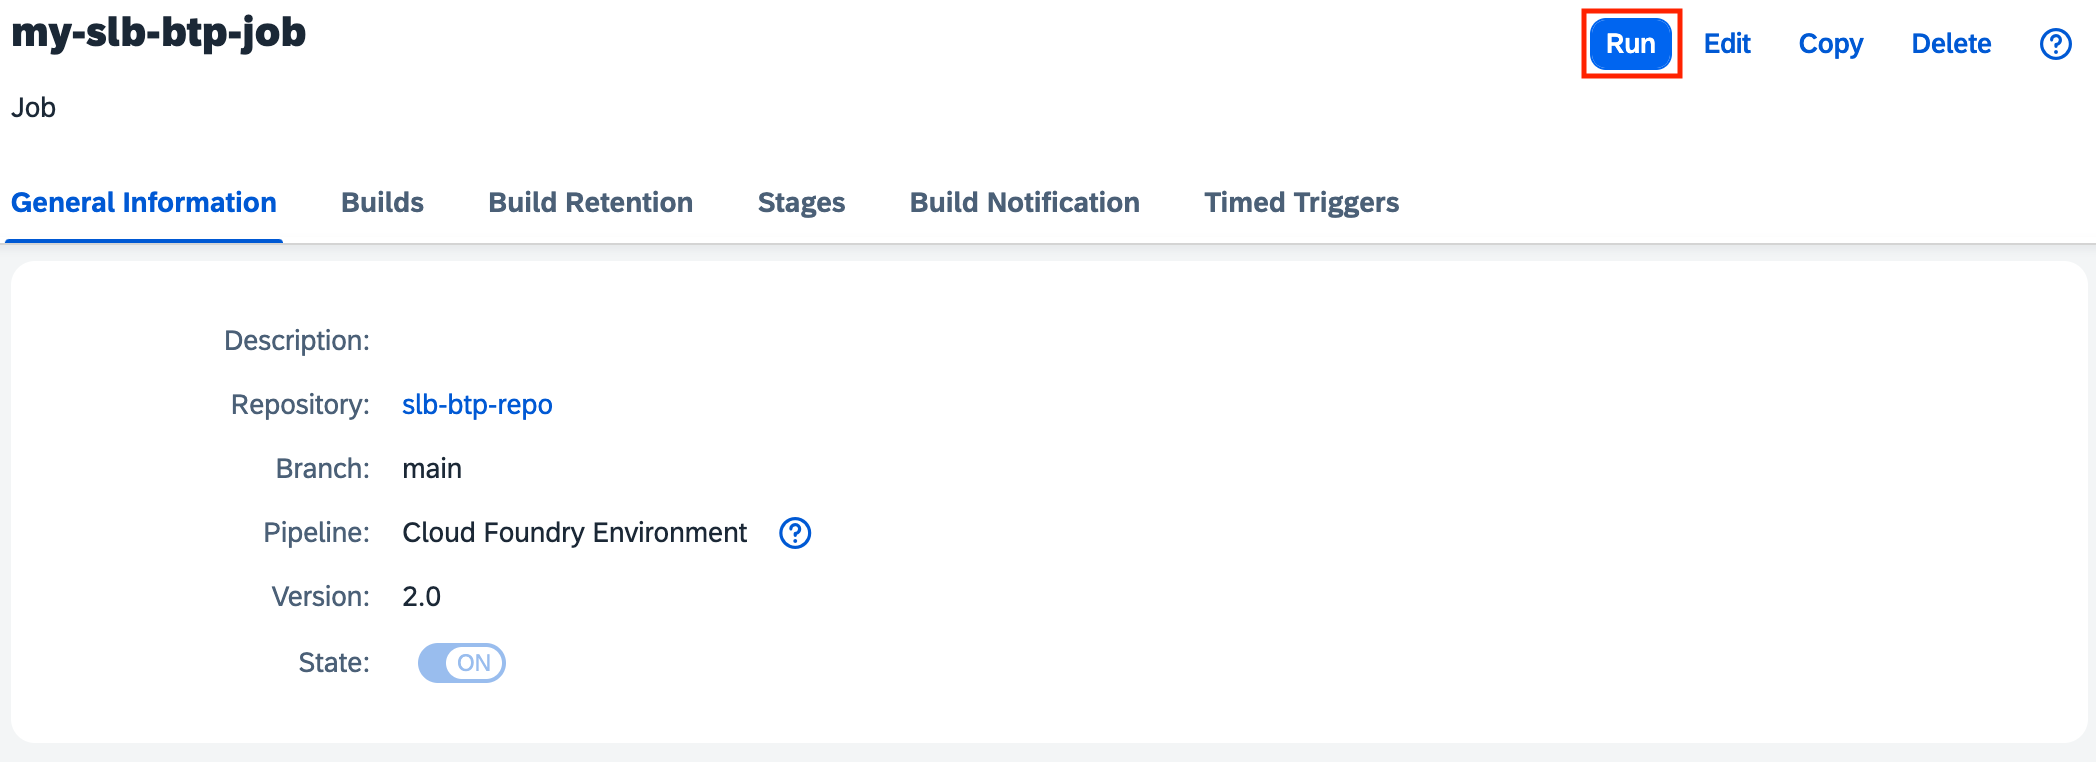 my-slb-btp-job
Run Edit Copy Delete ?
Job
General Information Builds Build Retention Stages Build Notification Timed Triggers
Description:
Repository: slb-btp-repo
Branch: main
Pipeline: Cloud Foundry Environment ?
Version: 2.0
State: ON